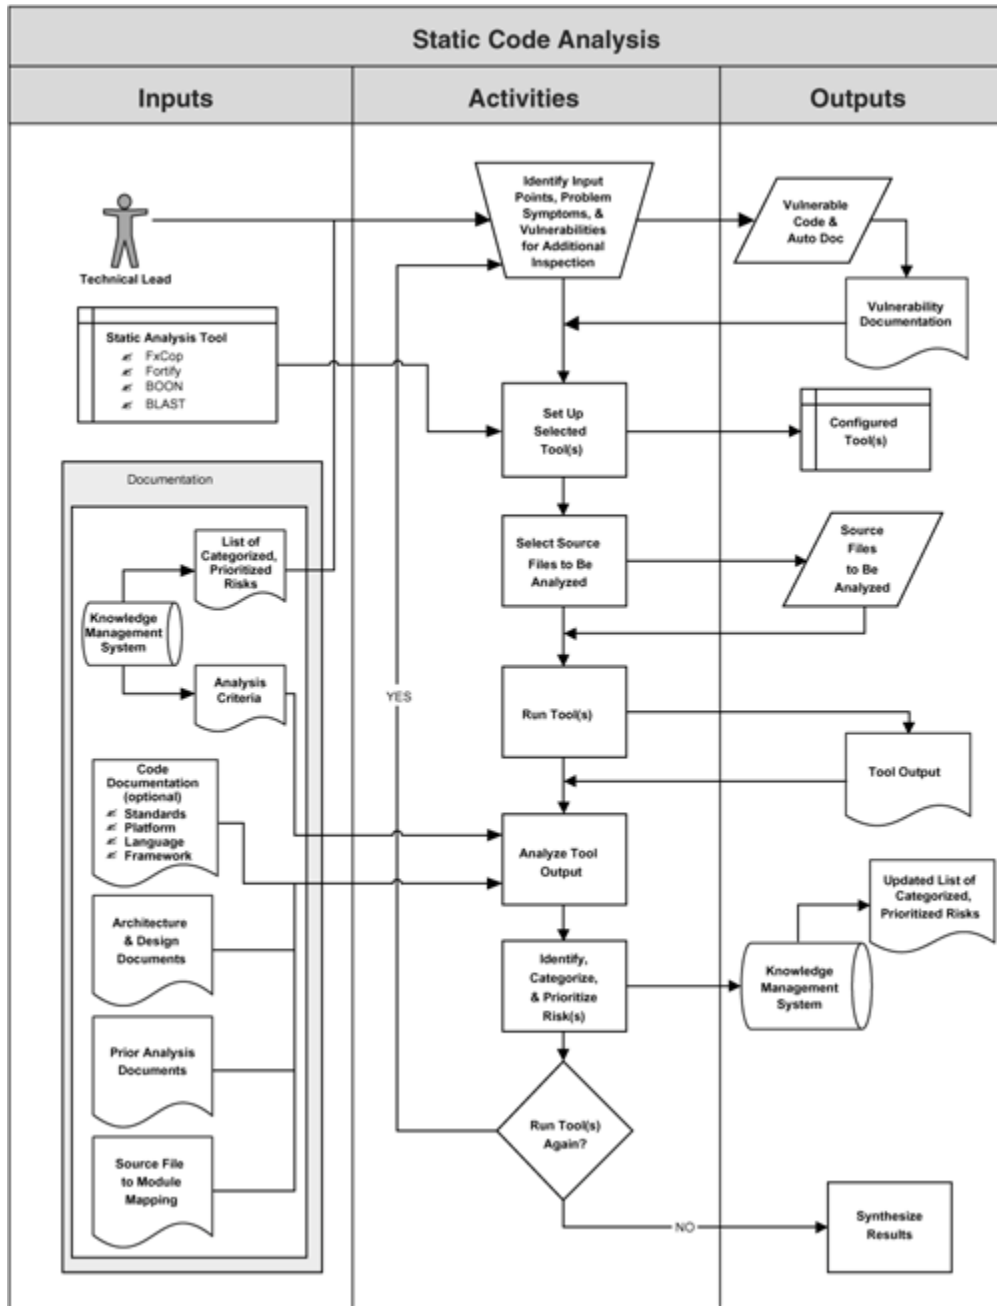 Static Code Analysis
Inputs
Activities
Outputs
Technical Lead
Static Analysis Tool
FxCop
Fortify
BOON
BLAST
Documentation
List of
Categorized,
Prioritized
Risks
Knowledge
Management
System
Analysis
Criteria
Code
Documentation
(optional)
Standards
Platform
Language
Framework
Architecture
& Design
Documents
Prior Analysis
Documents
Source File
to Module
Mapping
Identify Input
Points, Problem
Symptoms, &
Vulnerabilities
for Additional
Inspection
Set Up
Selected
Tool(s)
Select Source
Files to Be
Analyzed
YES
Run Tool(s)
Analyze Tool
Output
Identify,
Categorize,
& Prioritize
Risk(s)
Run Tool(s)
Again?
NO
Vulnerable
Code &
Auto Doc
Vulnerability
Documentation
Configured
Tool(s)
Source
Files
to Be
Analyzed
Tool Output
Updated List of
Categorized,
Prioritized Risks
Knowledge
Management
System
Synthesize
Results